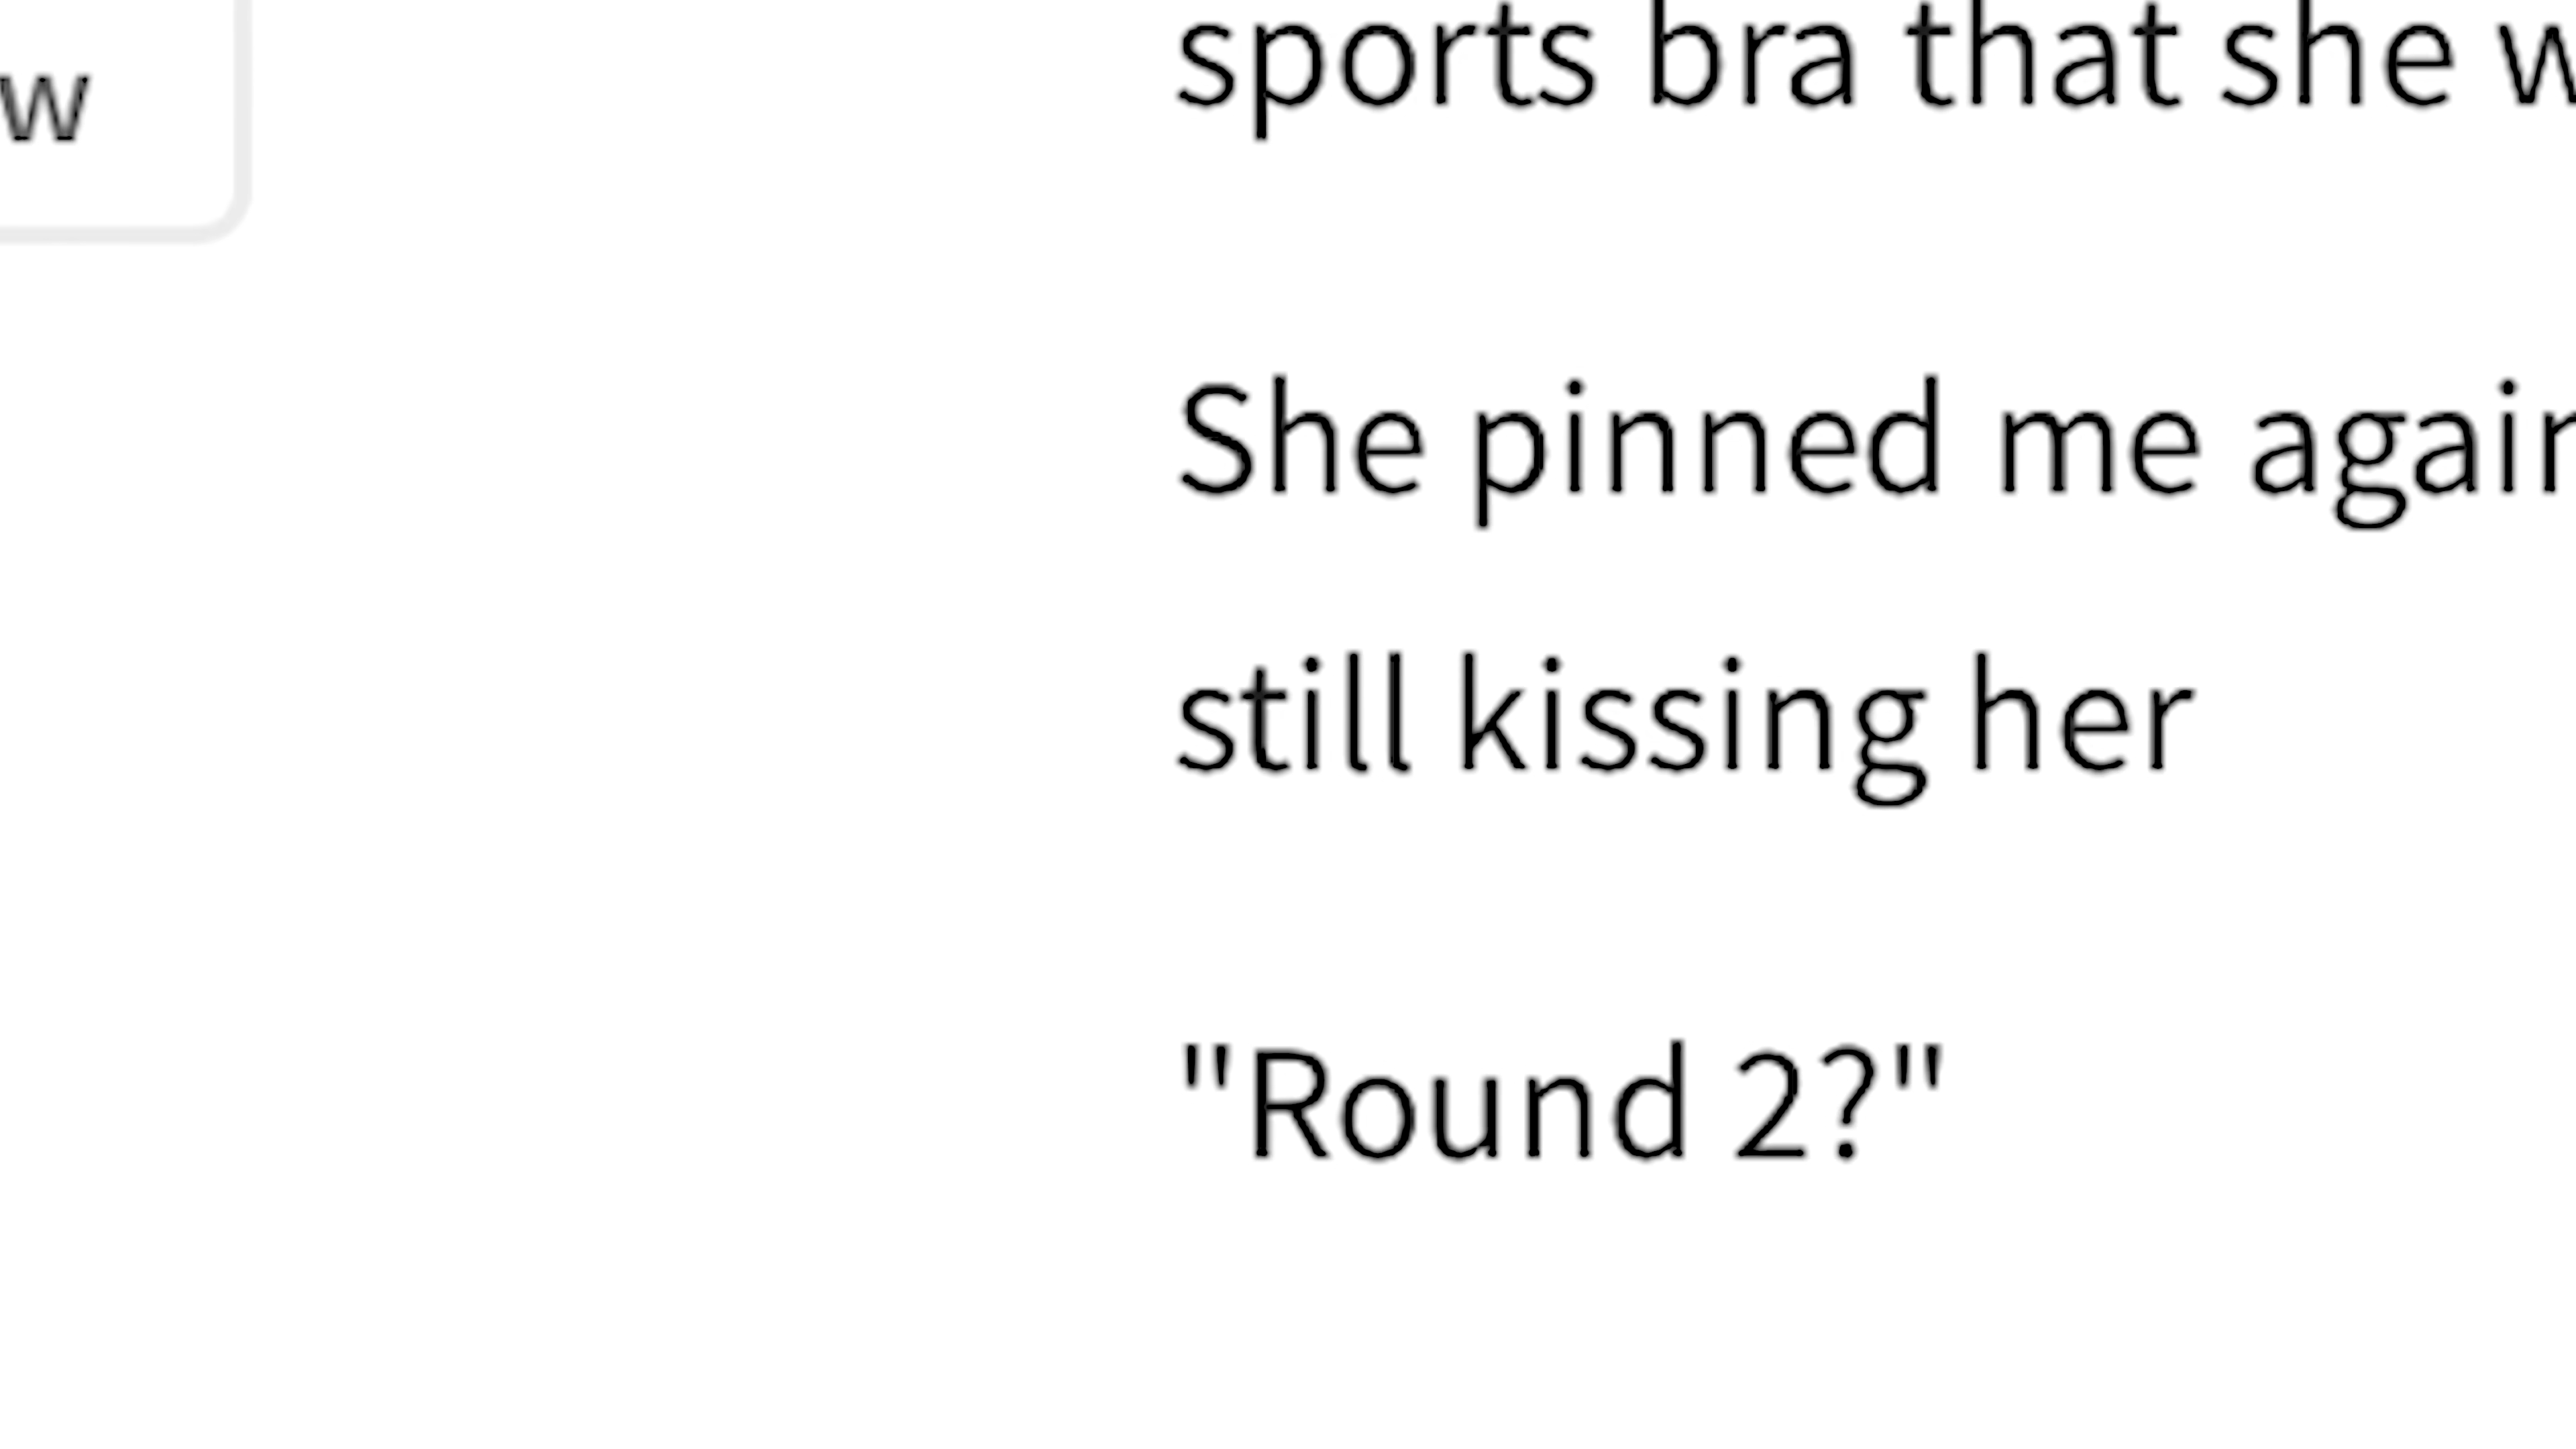 w
sports bra that she
She pinned me
still kissing her
"Round 2?"